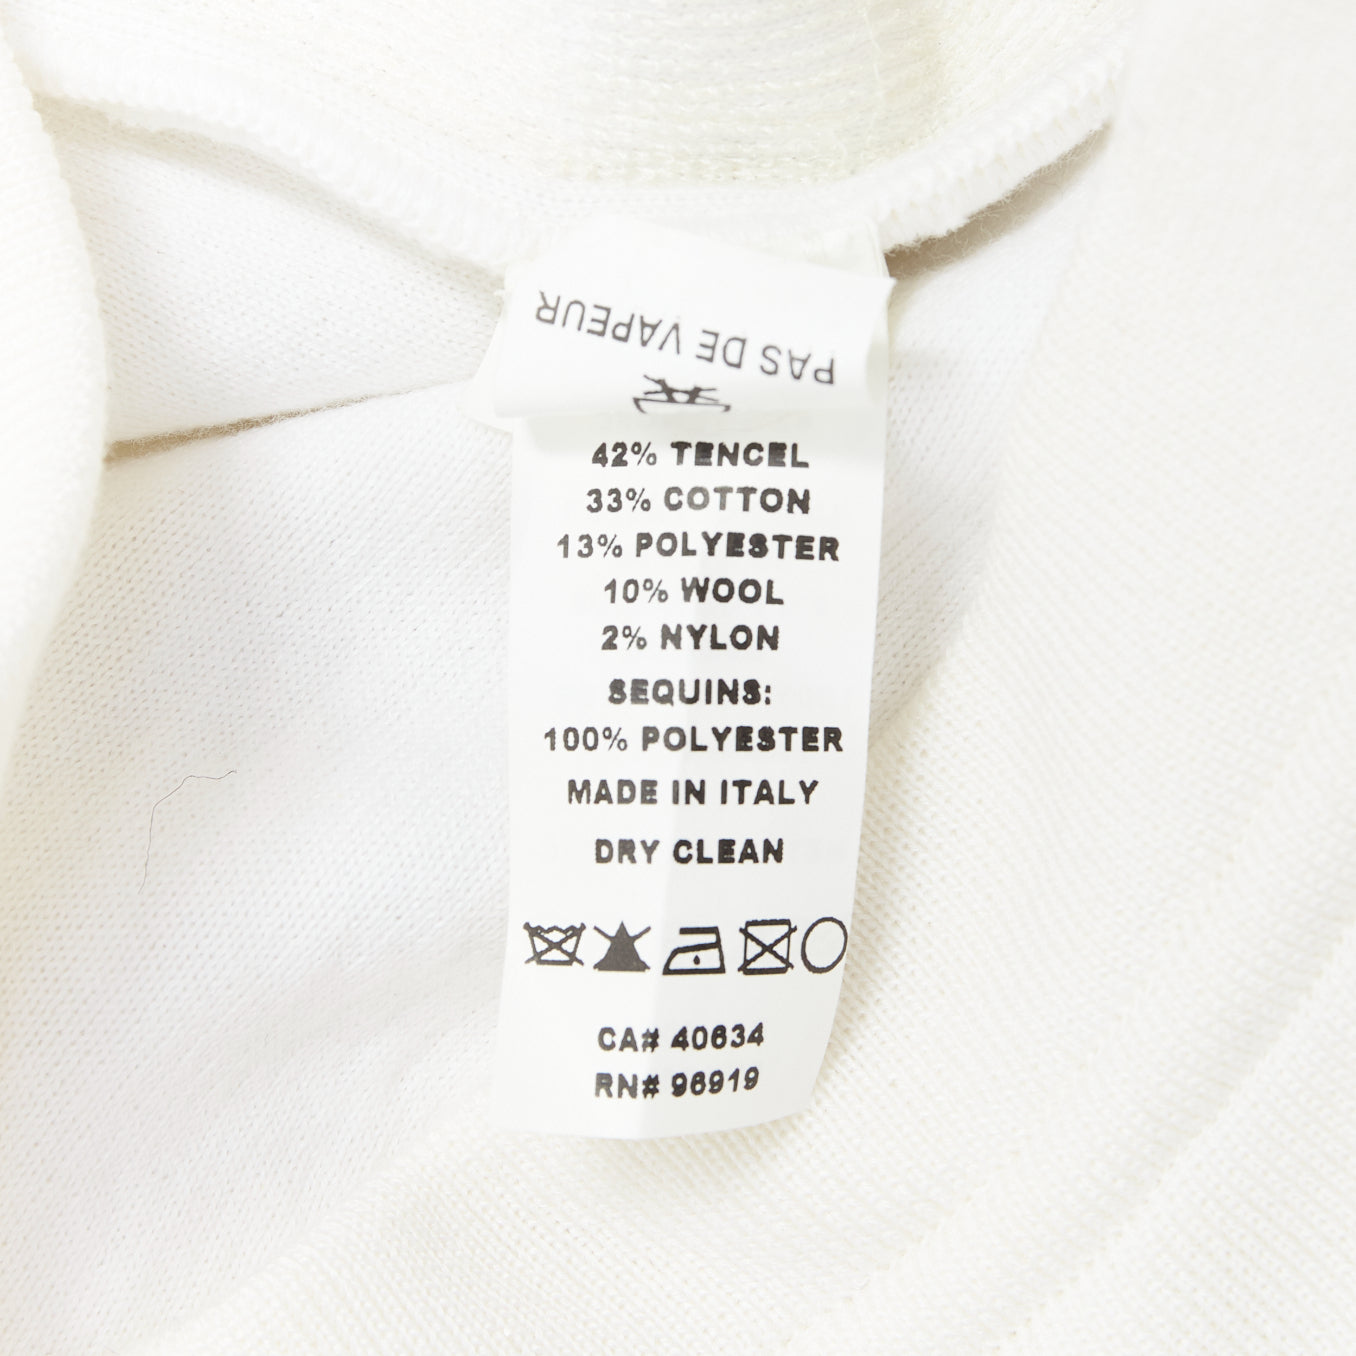 PAS DE VAPEUR
42% TENCEL
33% COTTON
13% POLYESTER
10% WOOL
2% NYLON
SEQUINS:
100% POLYESTER
MADE IN ITALY
DRY CLEAN
CA# 40634
RN# 96919